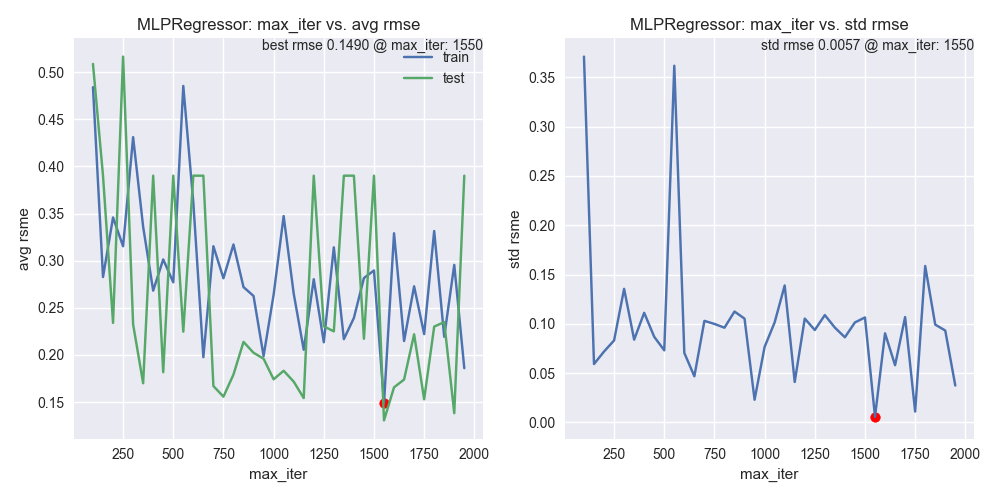 MLPRegressor: max_iter vs. avg rmse
best rmse 0.1490 @ max_iter: 1550
train
test
0.50
0.45
0.40
0.35
0.30
0.25
0.20
0.15
avg rsme
250 500 750 1000 1250 1500 1750 2000
max_iter
MLPRegressor: max_iter vs. std rmse
std rmse 0.0057 @ max_iter: 1550
0.35
0.30
0.25
0.20
0.15
0.10
0.05
0.00
std rsme
250 500 750 1000 1250 1500 1750 2000
max_iter